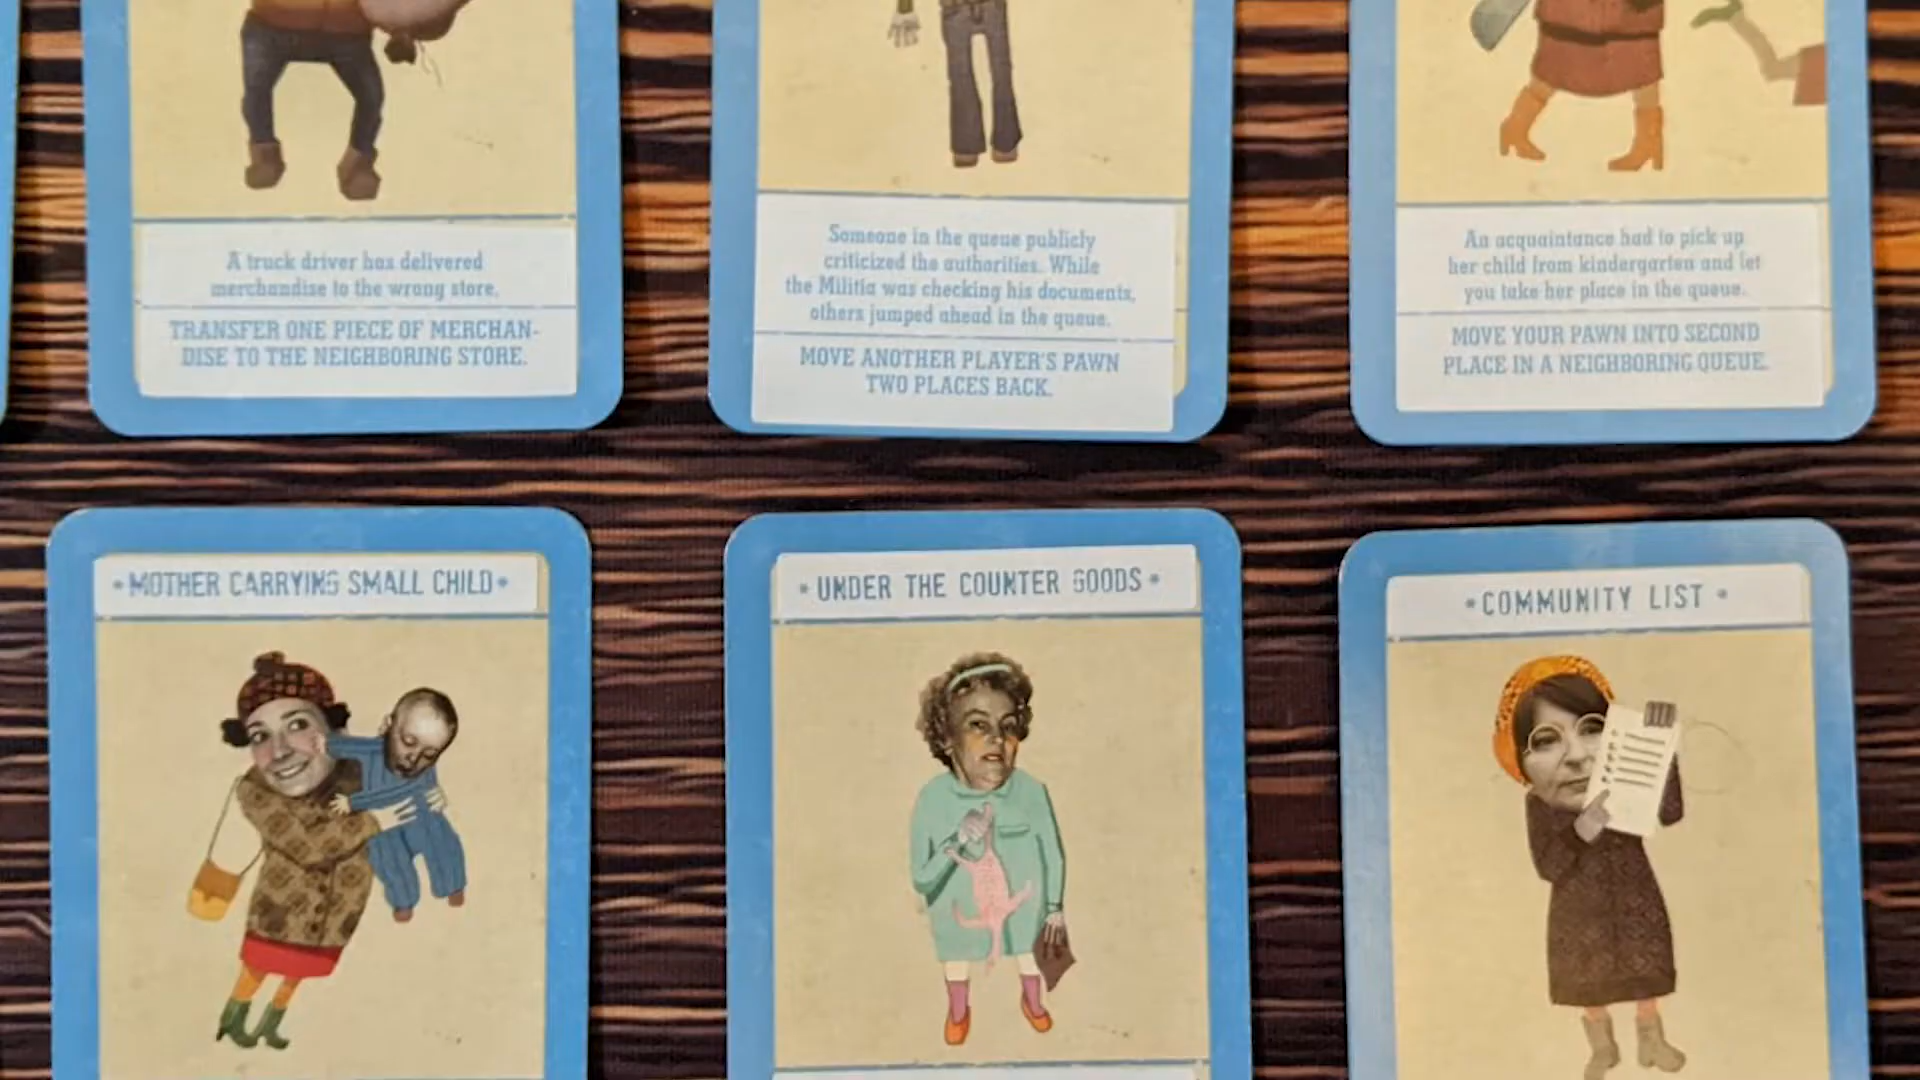 A truck driver has delivered
merchandise to the wrong store.
TRANSFER ONE PIECE OF MERCHAN-
DISE TO THE NEIGHBORING STORE.
Someone in the queue publicly
criticized the authorities. While
the Militia was checking his documents,
others jumped ahead in the queue.
MOVE ANOTHER PLAYER'S PAWN
TWO PLACES BACK.
An acquaintance had to pick up
her child from kindergarten and let
you take her place in the queue.
MOVE YOUR PAWN INTO SECOND
PLACE IN A NEIGHBORING QUEUE.
•MOTHER CARRYING SMALL CHILD•
•UNDER THE COUNTER GOODS•
•COMMUNITY LIST•